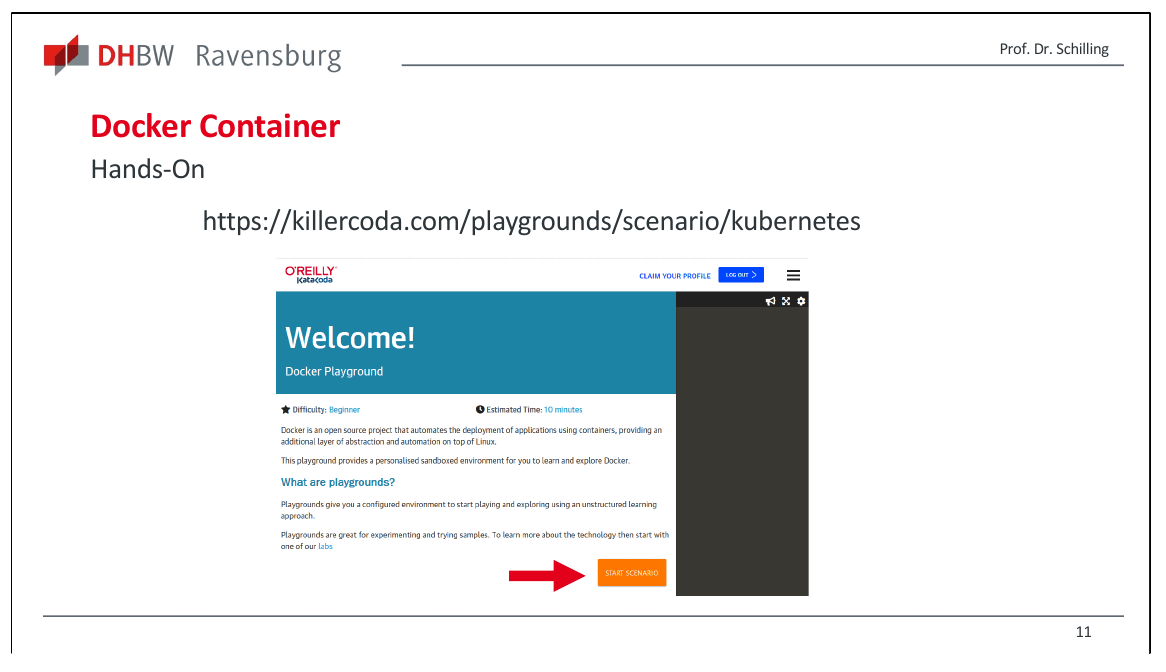 DHBW Ravensburg
Prof. Dr. Schilling
Docker Container
Hands-On
https://killercoda.com/playgrounds/scenario/kubernetes
O'REILLY®
Katacoda
CLAIM YOUR PROFILE
LOG OUT >
Welcome!
Docker Playground
Difficulty: Beginner
Estimated Time: 10 minutes
Docker is an open source project that automates the deployment of applications using containers, providing an
additional layer of abstraction and automation on top of Linux.
This playground provides a personalised sandboxed environment for you to learn and explore Docker.
What are playgrounds?
Playgrounds give you a configured environment to start playing and exploring using an unstructured learning
approach.
Playgrounds are great for experimenting and trying samples. To learn more about the technology then start with
one of our labs
START SCENARIO
11